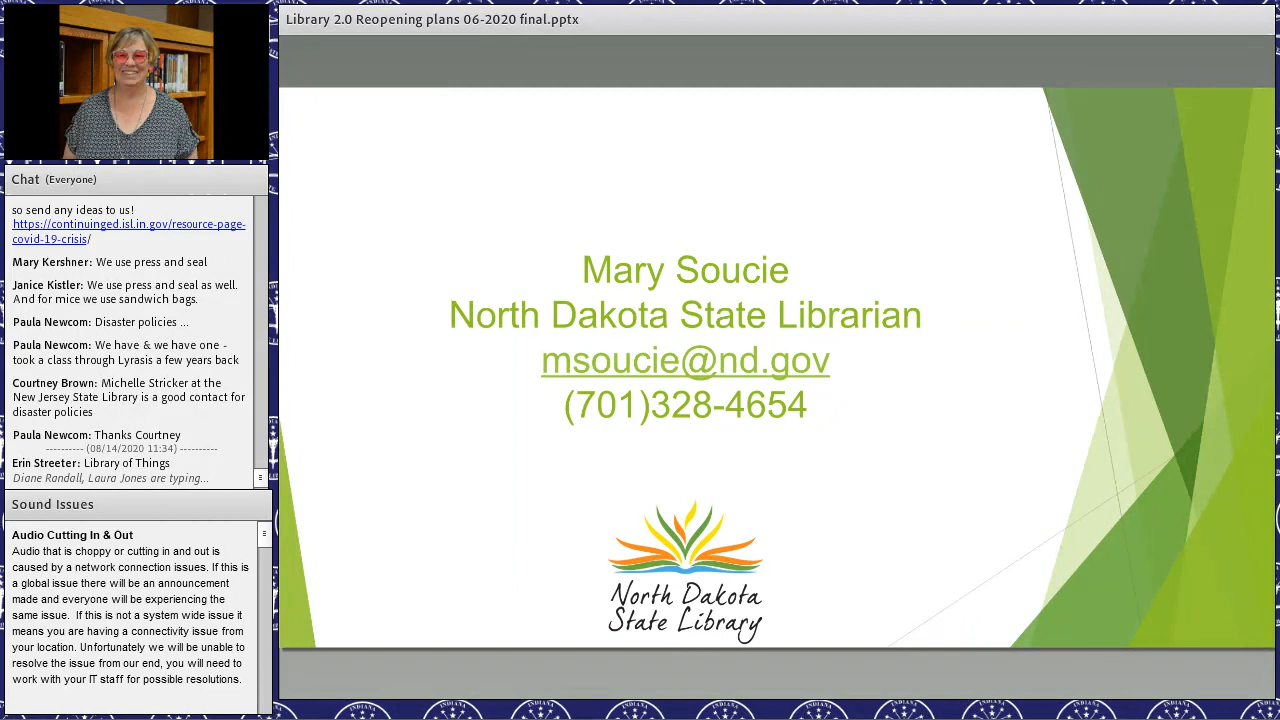 Library 2.0 Reopening plans 06-2020 final.pptx
Chat (Everyone)
so send any ideas to us!
https://continuinged.isl.in.gov/resource-page-
covid-19-crisis/
Mary Kershner: We use press and seal
Janice Kistler: We use press and seal as well.
And for mice we use sandwich bags.
Paula Newcom: Disaster policies ...
Paula Newcom: We have & we have one -
took a class through Lyrasis a few years back
Courtney Brown: Michelle Stricker at the
New Jersey State Library is a good contact for
disaster policies
Paula Newcom: Thanks Courtney
---------- (08/14/2020 11:34) ----------
Erin Streeter: Library of Things
Diane Randall, Laura Jones are typing...
Sound Issues
Audio Cutting In & Out
Audio that is choppy or cutting in and out is
caused by a network connection issues. If this is
a global issue there will be an announcement
made and everyone will be experiencing the
same issue.  If this is not a system wide issue it
means you are having a connectivity issue from
your location. Unfortunately we will be unable to
resolve the issue from our end, you will need to
work with your IT staff for possible resolutions.
Mary Soucie
North Dakota State Librarian
msoucie@nd.gov
(701)328-4654
North Dakota
State Library
INDIANA